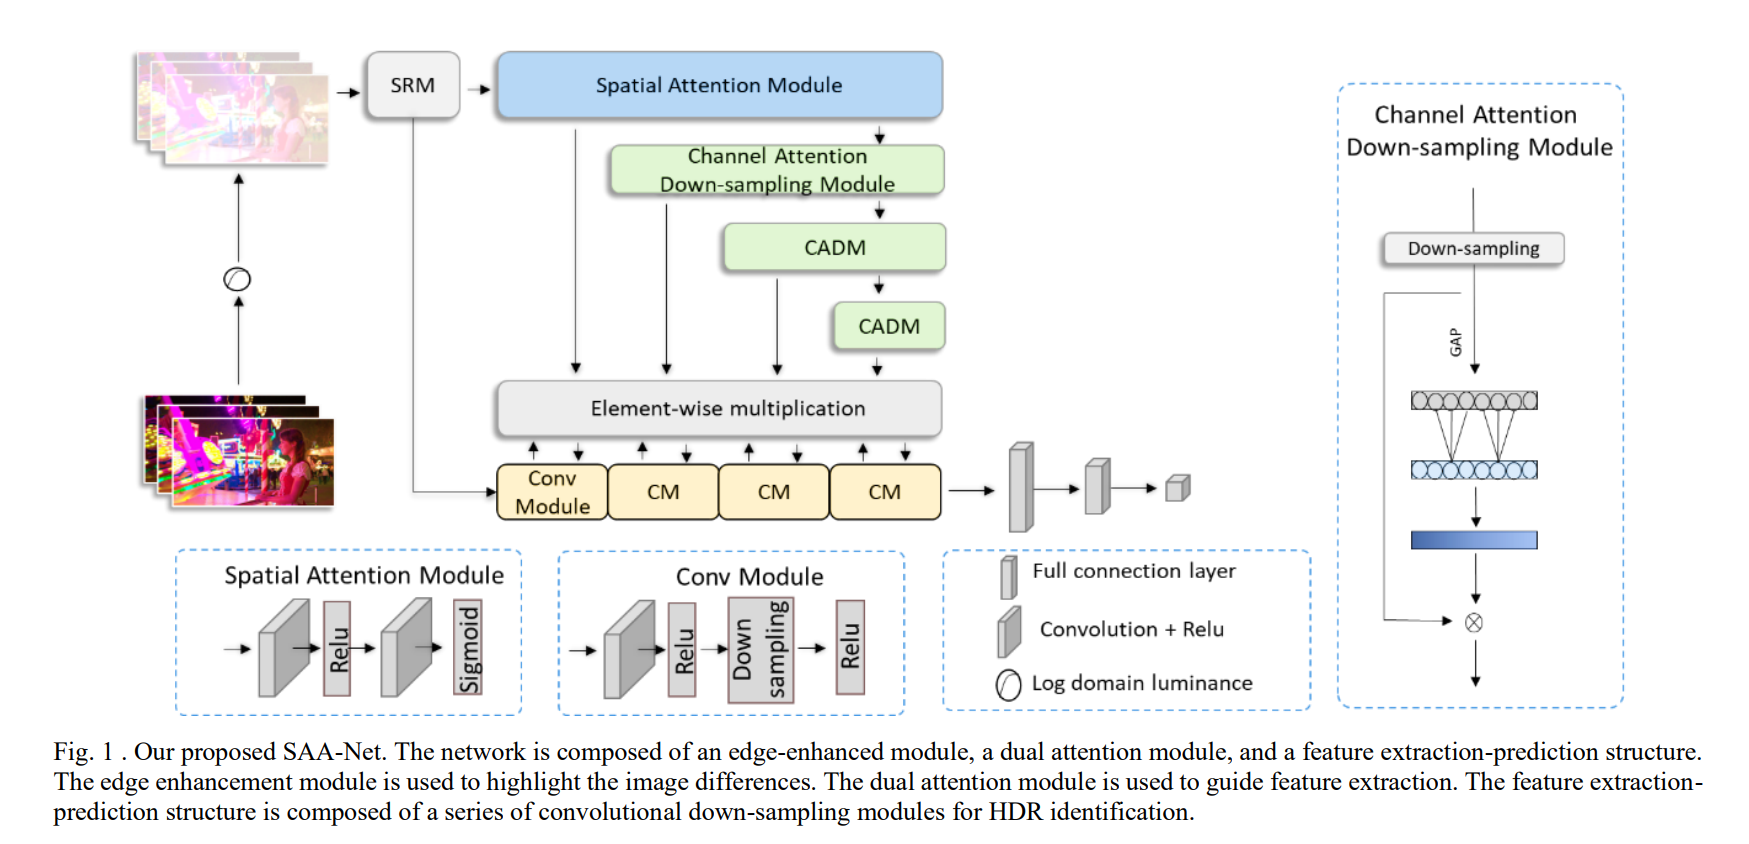 SRM
Spatial Attention Module
Channel Attention
Down-sampling Module
CADM
CADM
Element-wise multiplication
Conv
Module
CM
CM
CM
Channel Attention
Down-sampling Module
Down-sampling
GAP
Spatial Attention Module
Relu
Sigmoid
Conv Module
Relu
Down
sampling
Relu
Full connection layer
Convolution + Relu
Log domain luminance
Fig. 1 . Our proposed SAA-Net. The network is composed of an edge-enhanced module, a dual attention module, and a feature extraction-prediction structure.
The edge enhancement module is used to highlight the image differences. The dual attention module is used to guide feature extraction. The feature extraction-
prediction structure is composed of a series of convolutional down-sampling modules for HDR identification.